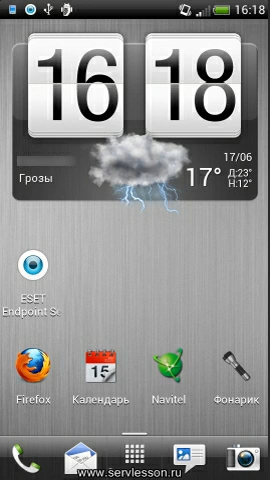 16:18
16 18
17/06
Грозы
17°
Д:23°
Н:12°
ESET
Endpoint Se
15
Firefox
Календарь
Navitel
Фонарик
www.servlesson.ru